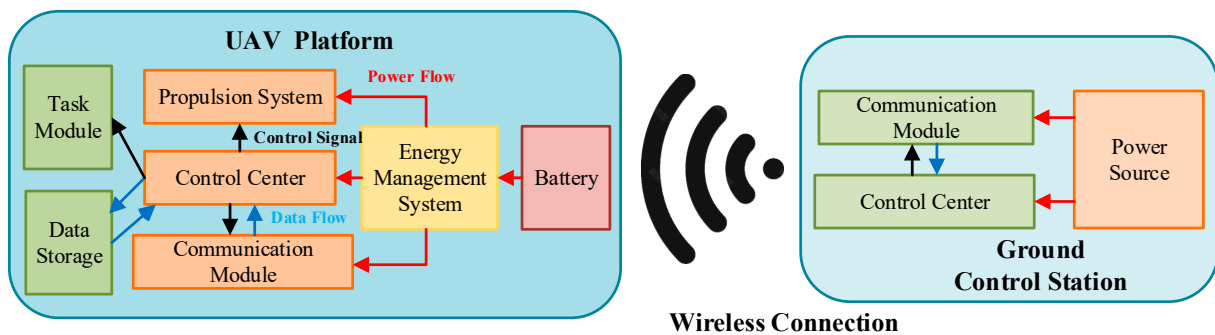 UAV Platform
Power Flow
Task
Module
Propulsion System
Control Signal
Control Center
Energy
Management
System
Battery
Data Flow
Data
Storage
Communication
Module
Wireless Connection
Communication
Module
Power
Source
Control Center
Ground
Control Station